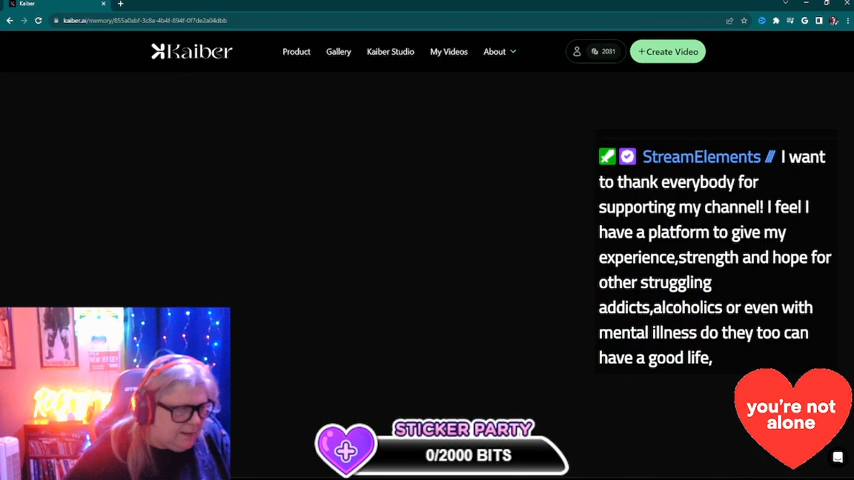 Kaiber
kaiber.ai/memory/855a0abf-3c8a-4b4f-894f-0f7de2a04dbb
Kaiber
Product
Gallery
Kaiber Studio
My Videos
About
2031
+Create Video
StreamElements /// I want
to thank everybody for
supporting my channel! I feel I
have a platform to give my
experience,strength and hope for
other struggling
addicts,alcoholics or even with
mental illness do they too can
have a good life,
you're not
alone
STICKER PARTY
0/2000 BITS
NEW JERSEY